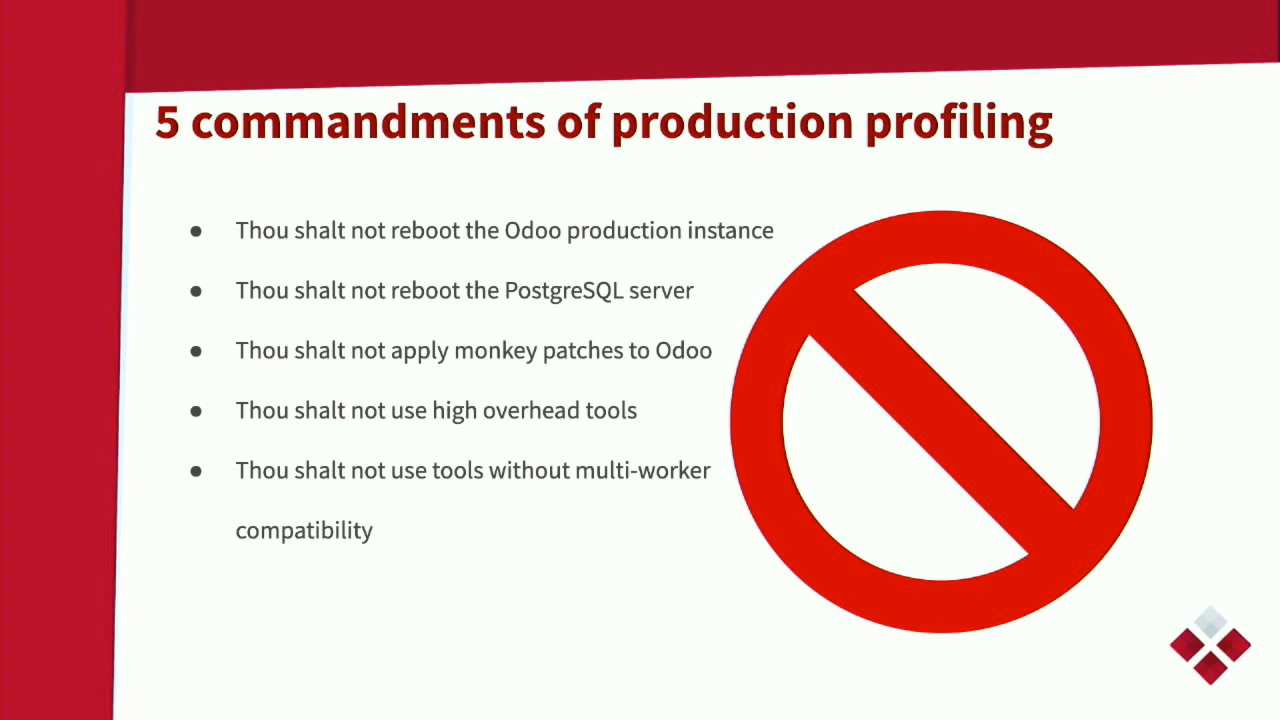 5 commandments of production profiling
● Thou shalt not reboot the Odoo production instance
● Thou shalt not reboot the PostgreSQL server
● Thou shalt not apply monkey patches to Odoo
● Thou shalt not use high overhead tools
● Thou shalt not use tools without multi-worker
compatibility